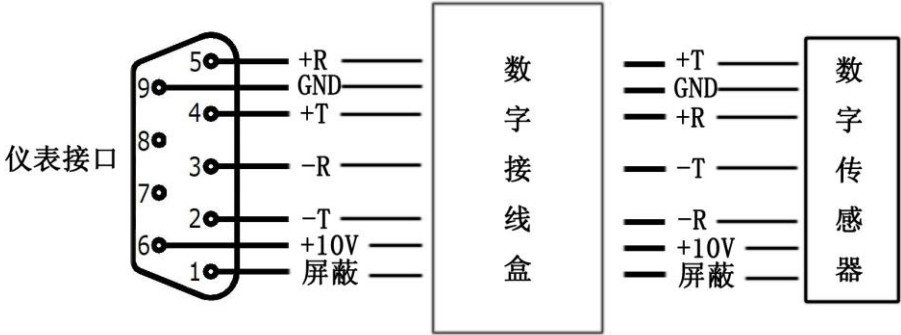 仪表接口
5 +R
9 GND
4 +T
8
3 -R
7
2 -T
6 +10V
1 屏蔽
数字接线盒
+T
GND
+R
-T
-R
+10V
屏蔽
数字传感器